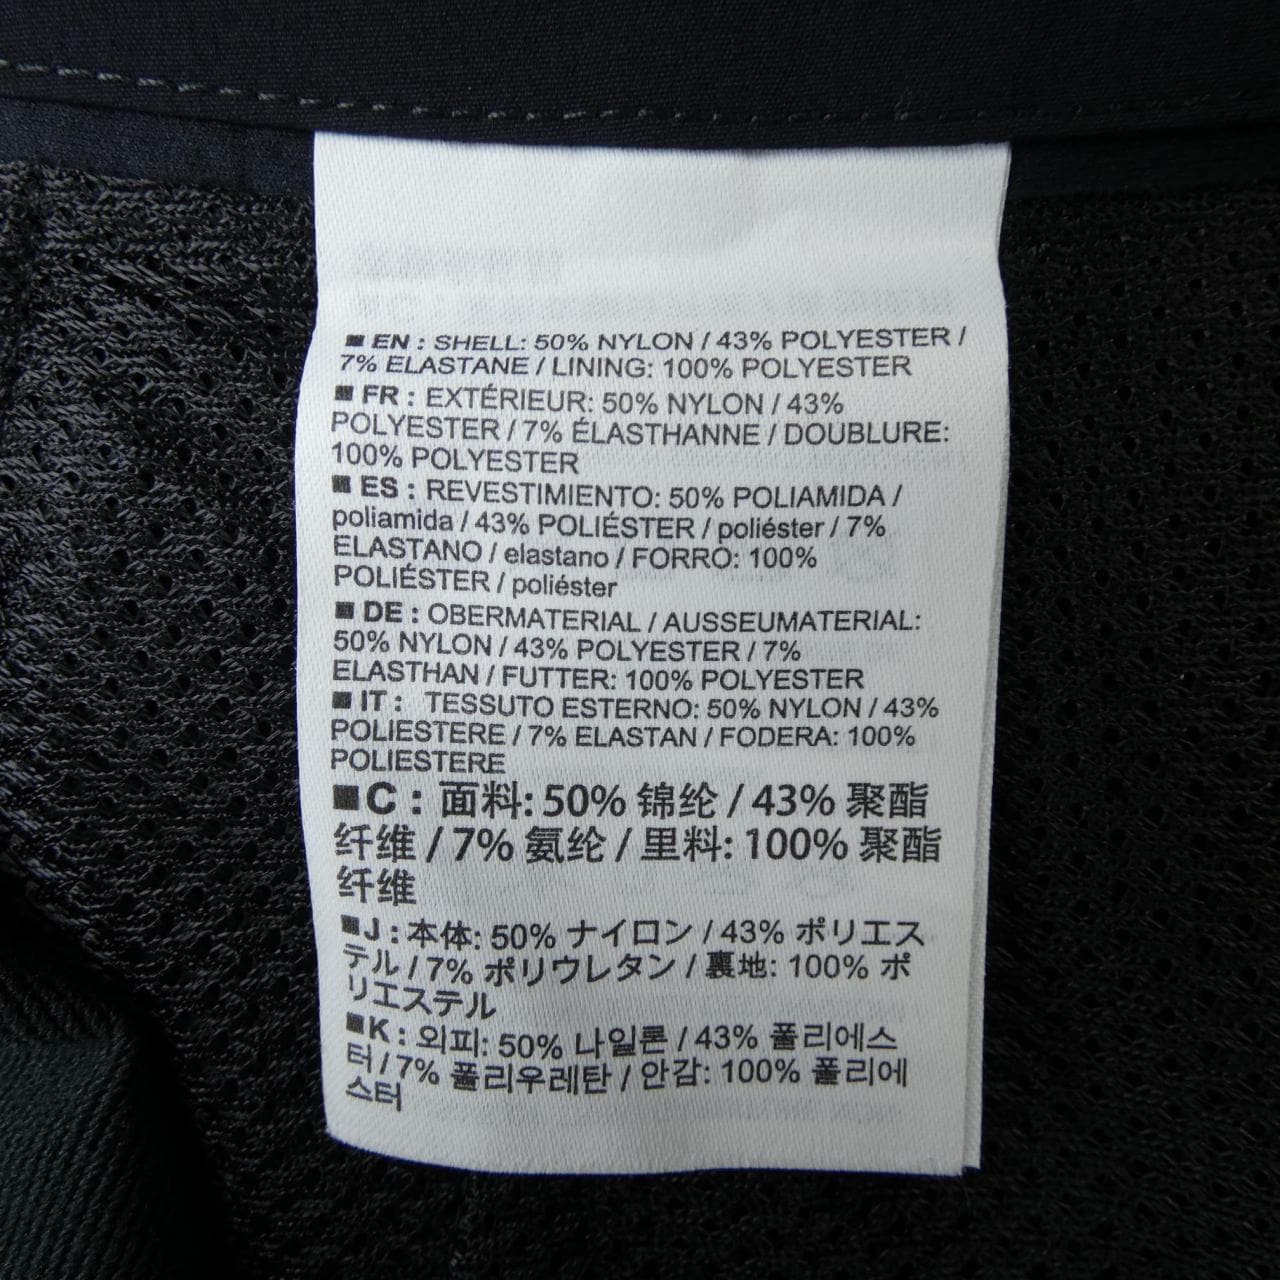 ■ EN : SHELL: 50% NYLON / 43% POLYESTER /
7% ELASTANE / LINING: 100% POLYESTER
■ FR : EXTÉRIEUR: 50% NYLON / 43%
POLYESTER / 7% ÉLASTHANNE / DOUBLURE:
100% POLYESTER
■ ES : REVESTIMIENTO: 50% POLIAMIDA /
poliamida / 43% POLIÉSTER / poliéster / 7%
ELASTANO / elastano / FORRO: 100%
POLIÉSTER / poliéster
■ DE : OBERMATERIAL / AUSSEUMATERIAL:
50% NYLON / 43% POLYESTER / 7%
ELASTHAN / FUTTER: 100% POLYESTER
■ IT : TESSUTO ESTERNO: 50% NYLON / 43%
POLIESTERE / 7% ELASTAN / FODERA: 100%
POLIESTERE
■ C : 面料: 50% 锦纶 / 43% 聚酯
纤维 / 7% 氨纶 / 里料: 100% 聚酯
纤维
■ J : 本体: 50% ナイロン / 43% ポリエス
テル / 7% ポリウレタン / 裏地: 100% ポ
リエステル
■ K : 외피: 50% 나일론 / 43% 폴리에스
터 / 7% 폴리우레탄 / 안감: 100% 폴리에
스터